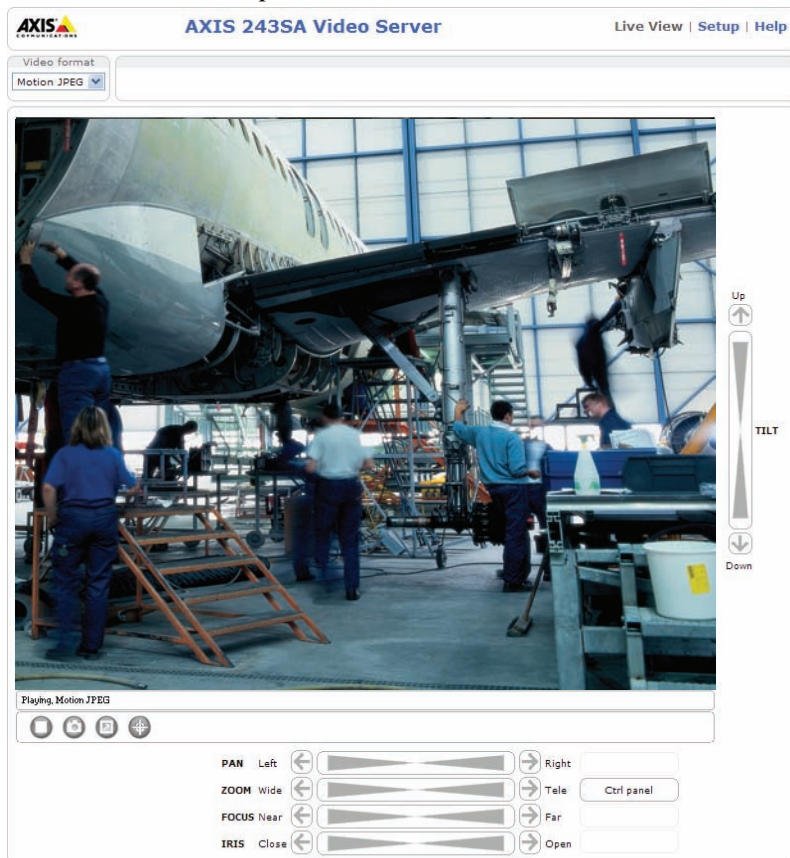 AXIS
COMMUNICATIONS
AXIS 243SA Video Server
Live View | Setup | Help
Video format
Motion JPEG
Up
TILT
Down
Playing, Motion JPEG
PAN Left Right
ZOOM Wide Tele Ctrl panel
FOCUS Near Far
IRIS Close Open